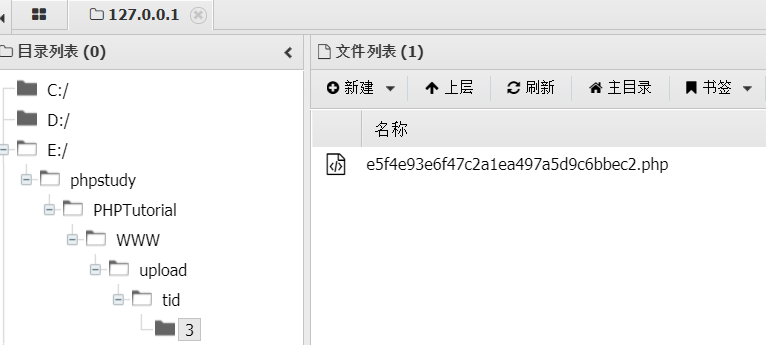 127.0.0.1
目录列表 (0)
C:/
D:/
E:/
phpstudy
PHPTutorial
WWW
upload
tid
3
文件列表 (1)
新建 上层 刷新 主目录 书签
名称
e5f4e93e6f47c2a1ea497a5d9c6bbec2.php